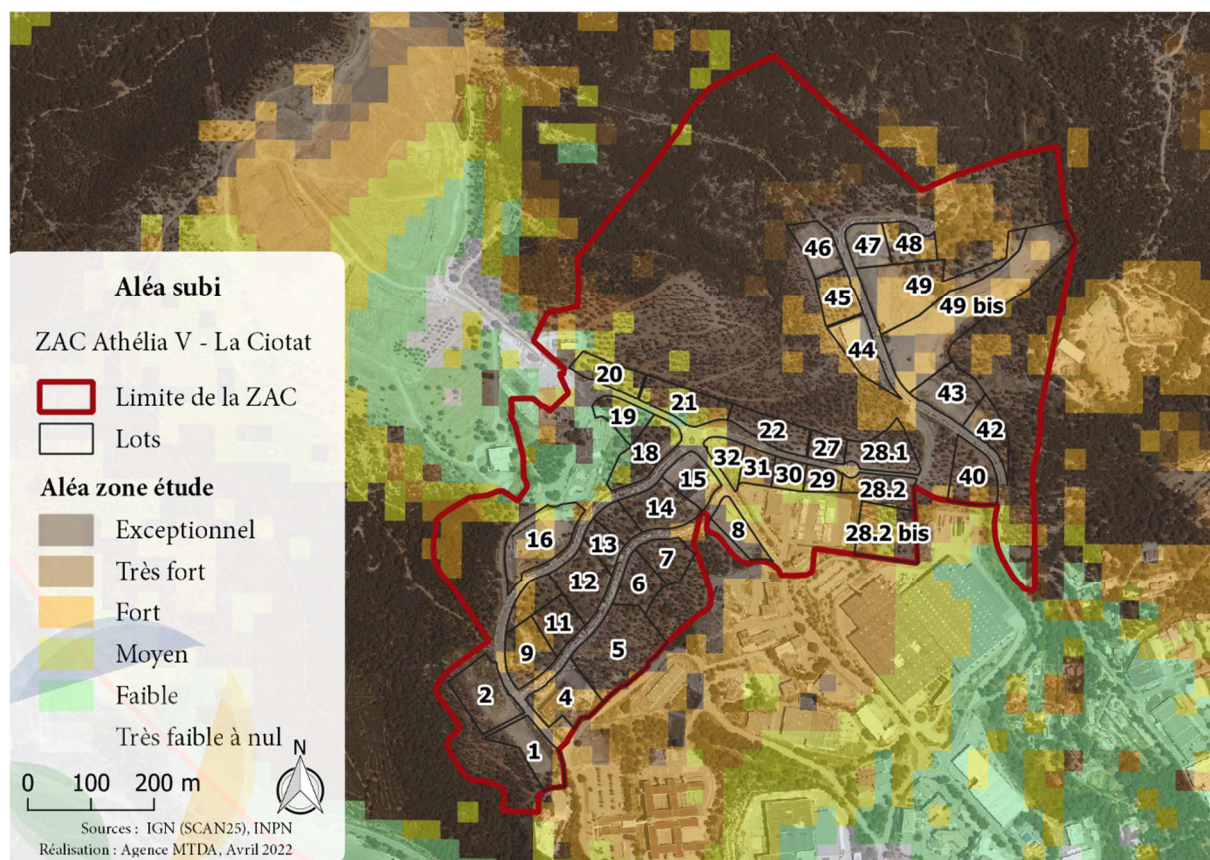 Aléa subi
ZAC Athélia V - La Ciotat
Limite de la ZAC
Lots
Aléa zone étude
Exceptionnel
Très fort
Fort
Moyen
Faible
Très faible à nul
N
0 100 200 m
Sources : IGN (SCAN25), INPN
Réalisation : Agence MTDA, Avril 2022
46
47
48
49
45
49 bis
44
43
42
40
20
21
19
22
27
28.1
18
32
31
30
29
28.2
15
14
8
28.2 bis
16
13
7
12
6
11
9
5
2
4
1